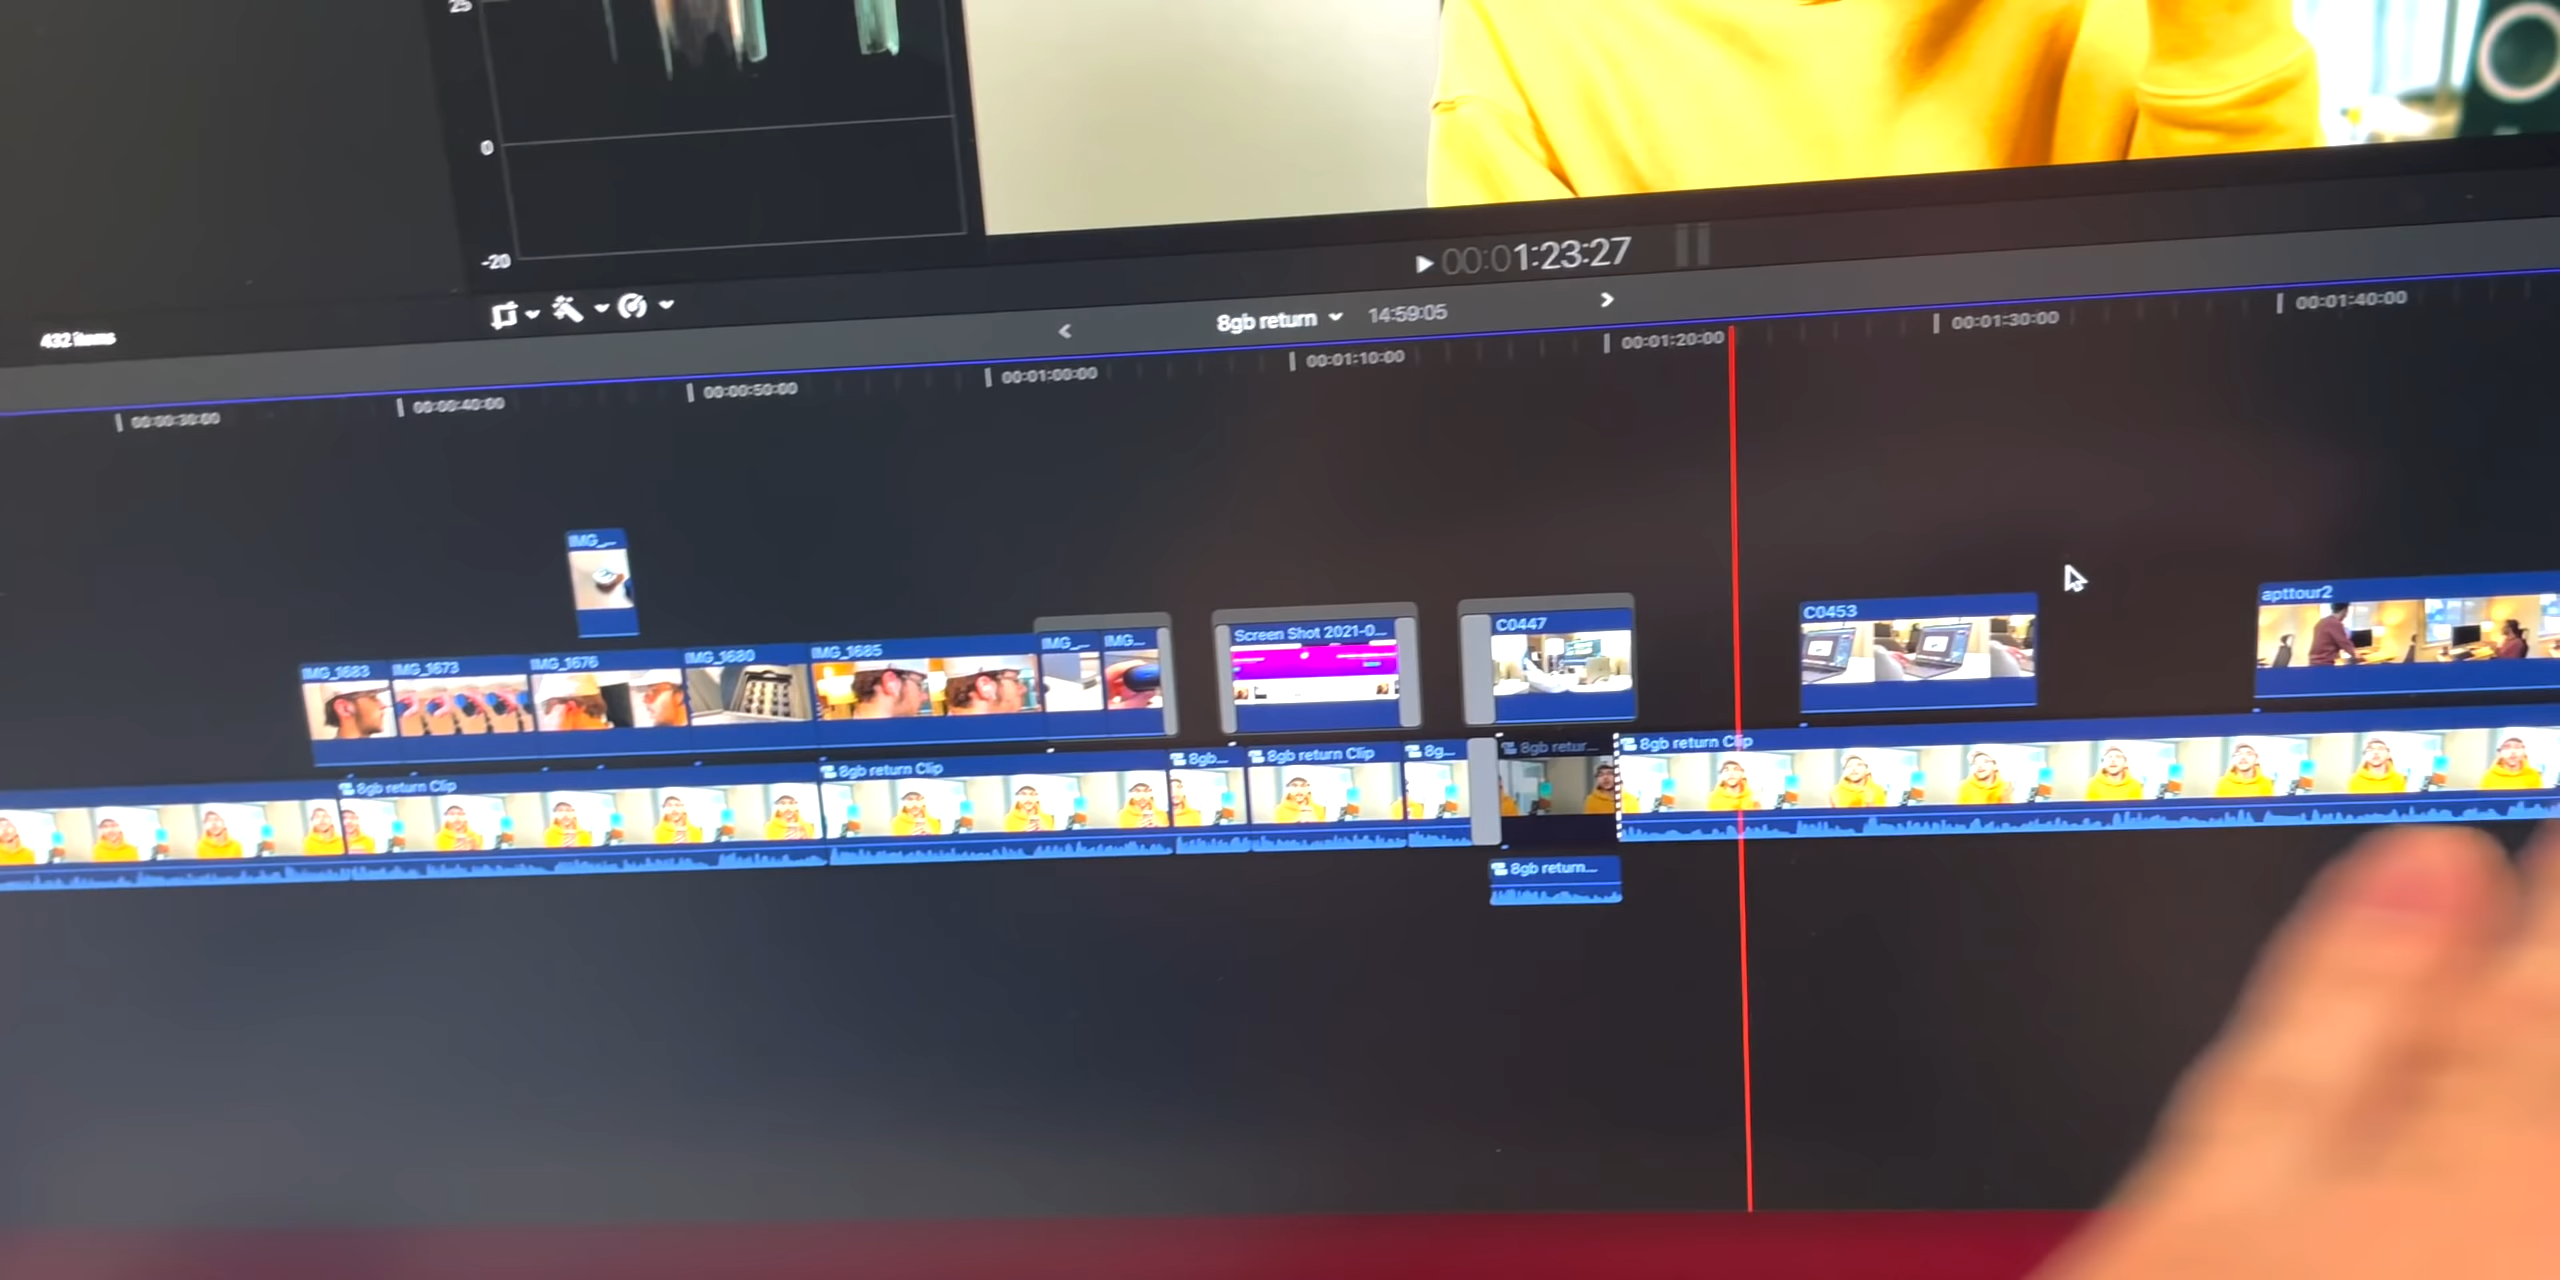 25
0
-20
00:01:23:27
432 items
8gb return
14:59:05
00:00:30:00
00:00:40:00
00:00:50:00
00:01:00:00
00:01:10:00
00:01:20:00
00:01:30:00
00:01:40:00
IMG_...
IMG_1683
IMG_1673
IMG_1676
IMG_1680
IMG_1685
IMG_...
IMG...
Screen Shot 2021-0...
C0447
C0453
apttour2
8gb return Clip
8gb return Clip
8gb...
8gb return Clip
8g...
8gb retur...
8gb return Clip
8gb return...